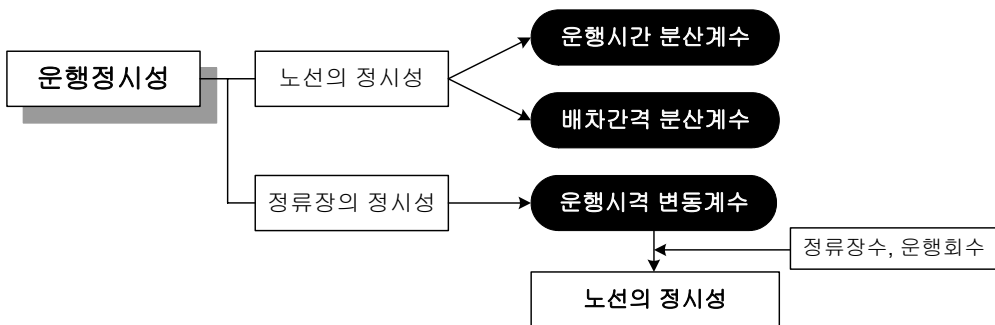 운행정시성
노선의 정시성
운행시간 분산계수
배차간격 분산계수
정류장의 정시성
운행시격 변동계수
정류장수, 운행회수
노선의 정시성